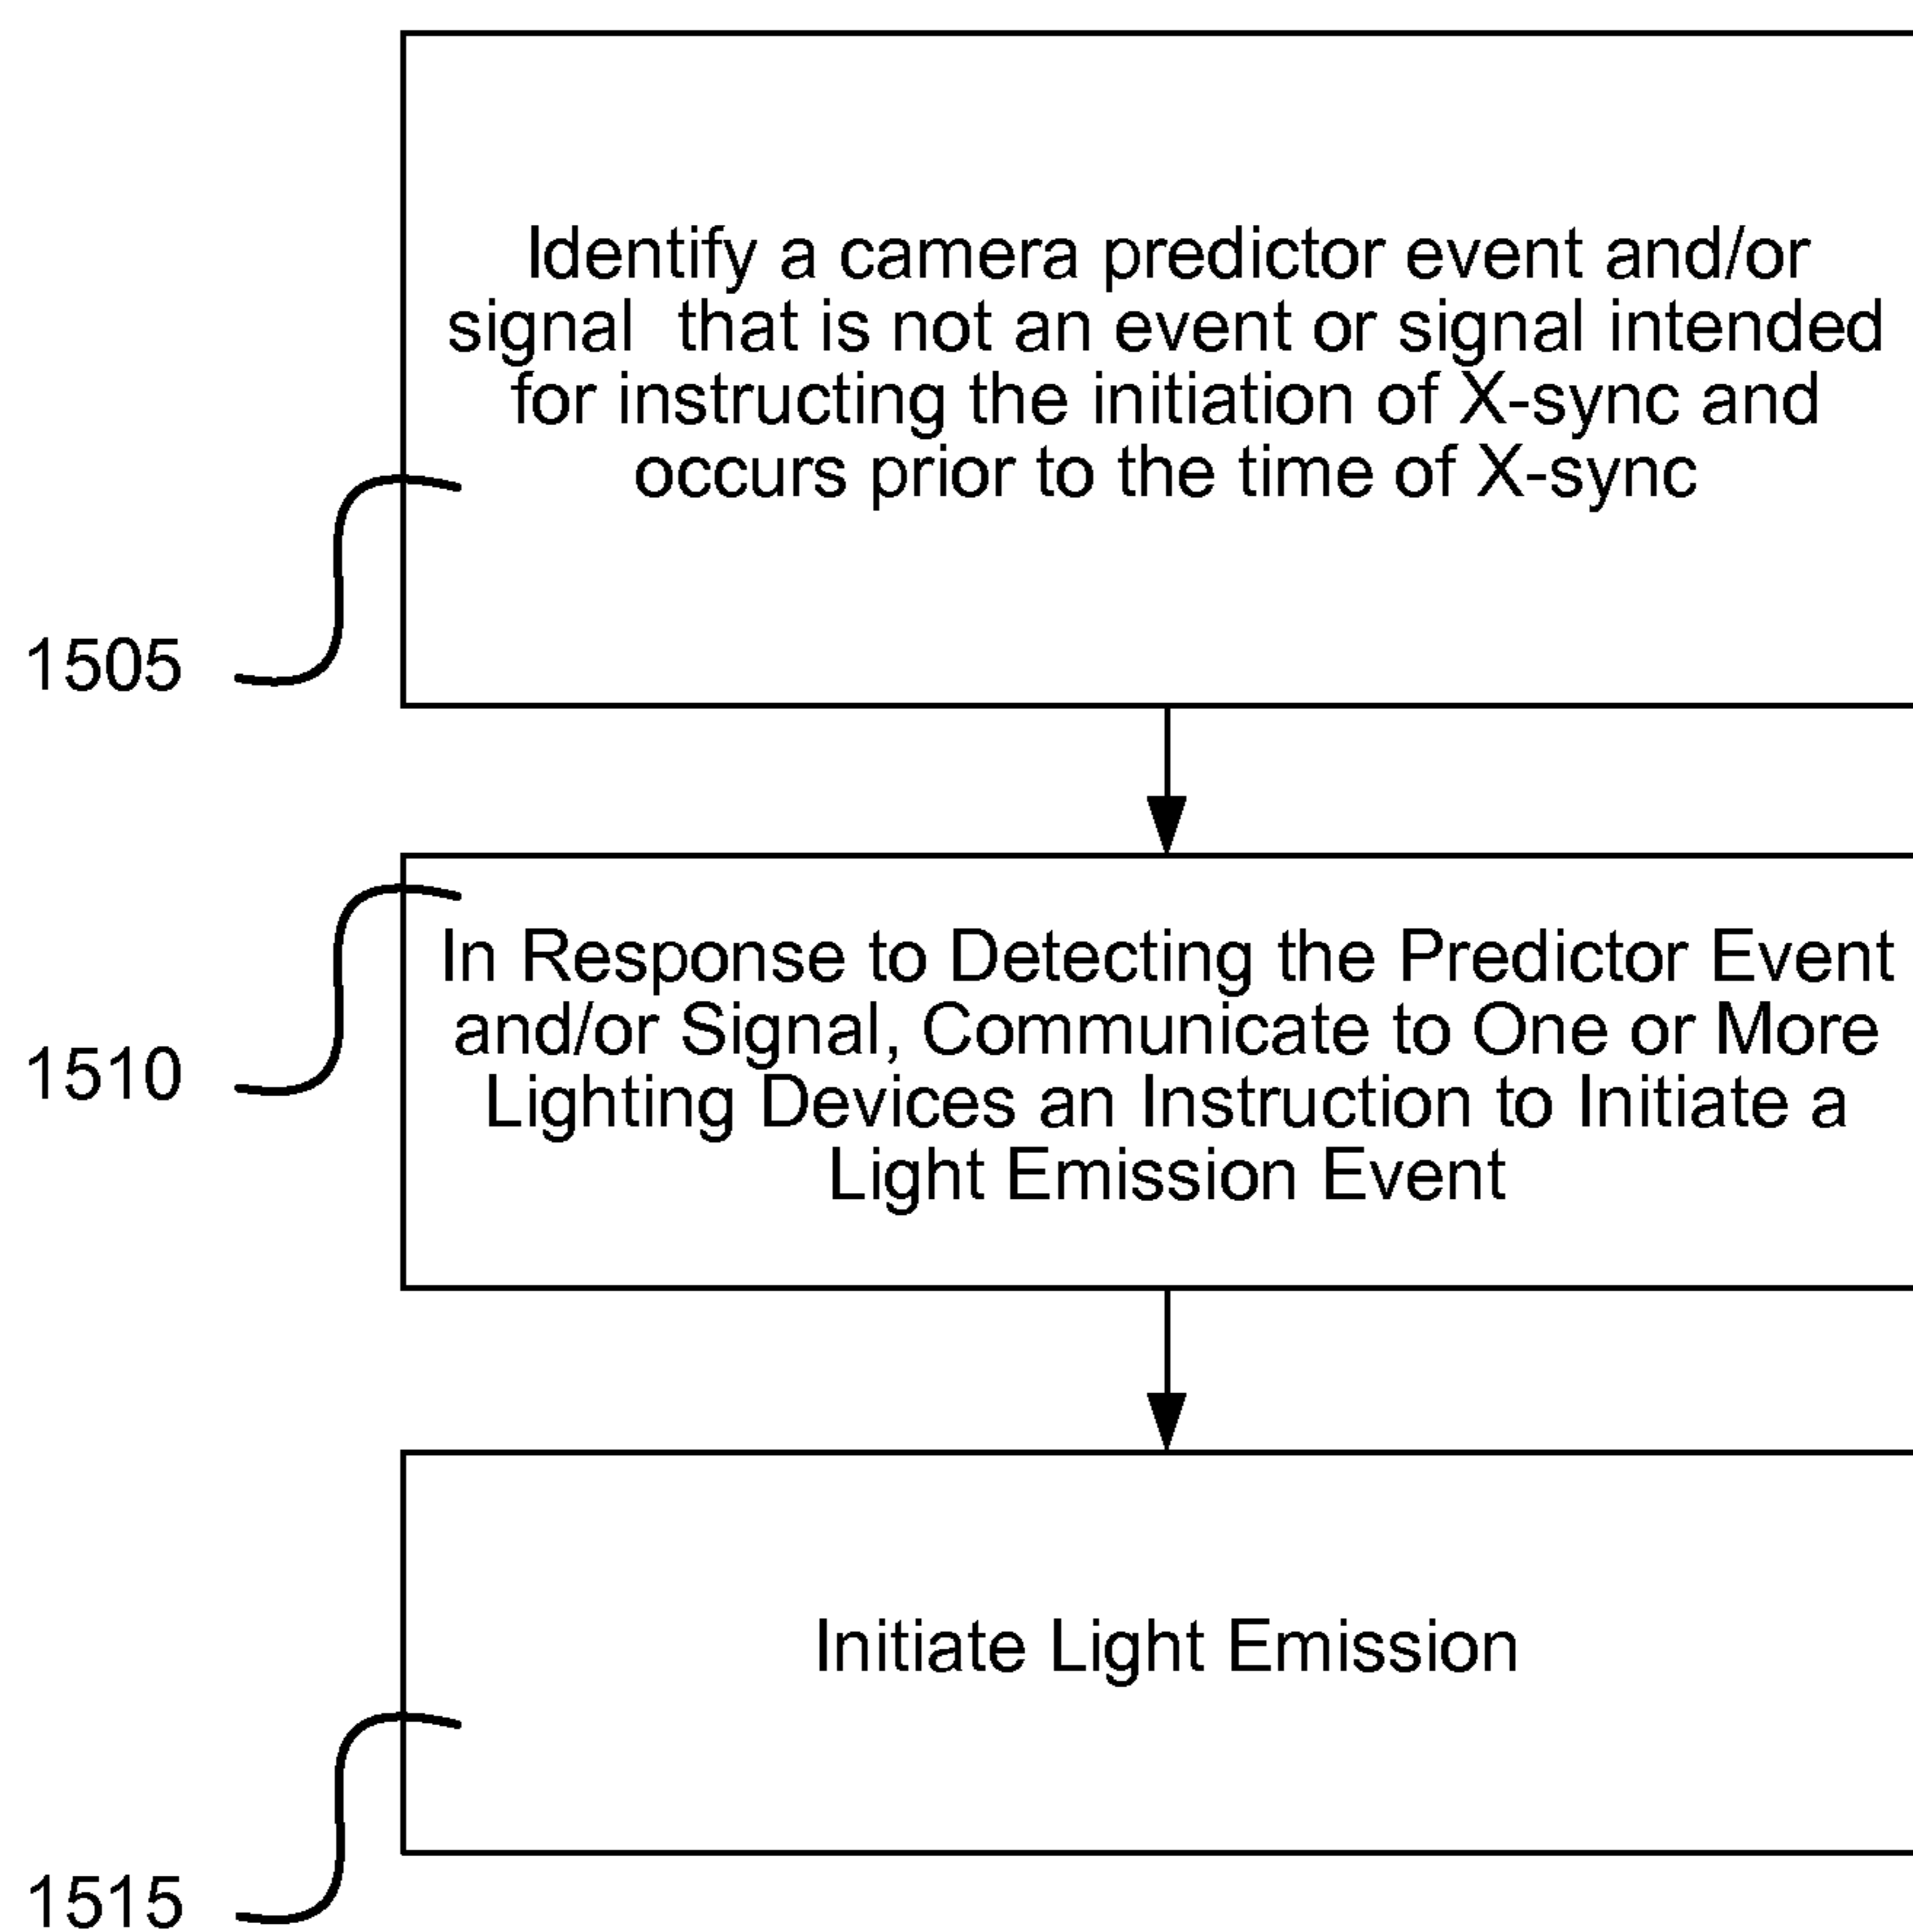 Identify a camera predictor event and/or
signal that is not an event or signal intended
for instructing the initiation of X-sync and
occurs prior to the time of X-sync
1505
In Response to Detecting the Predictor Event
and/or Signal, Communicate to One or More
Lighting Devices an Instruction to Initiate a
Light Emission Event
1510
Initiate Light Emission
1515